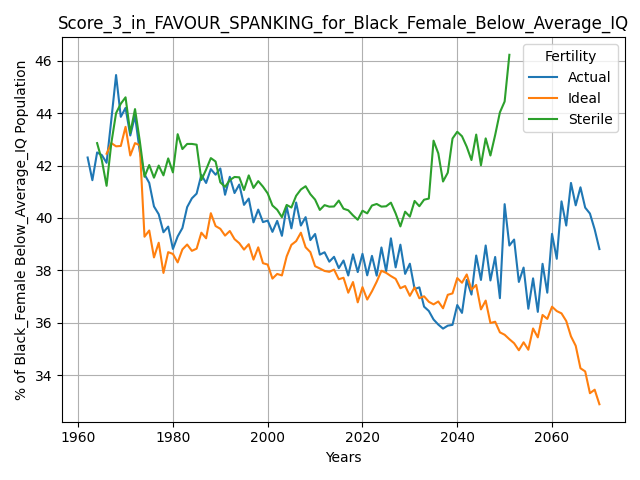 Score_3_in_FAVOUR_SPANKING_for_Black_Female_Below_Average_IQ
% of Black_Female Below_Average_IQ Population
46
44
42
40
38
36
34
Fertility
Actual
Ideal
Sterile
1960
1980
2000
2020
2040
2060
Years